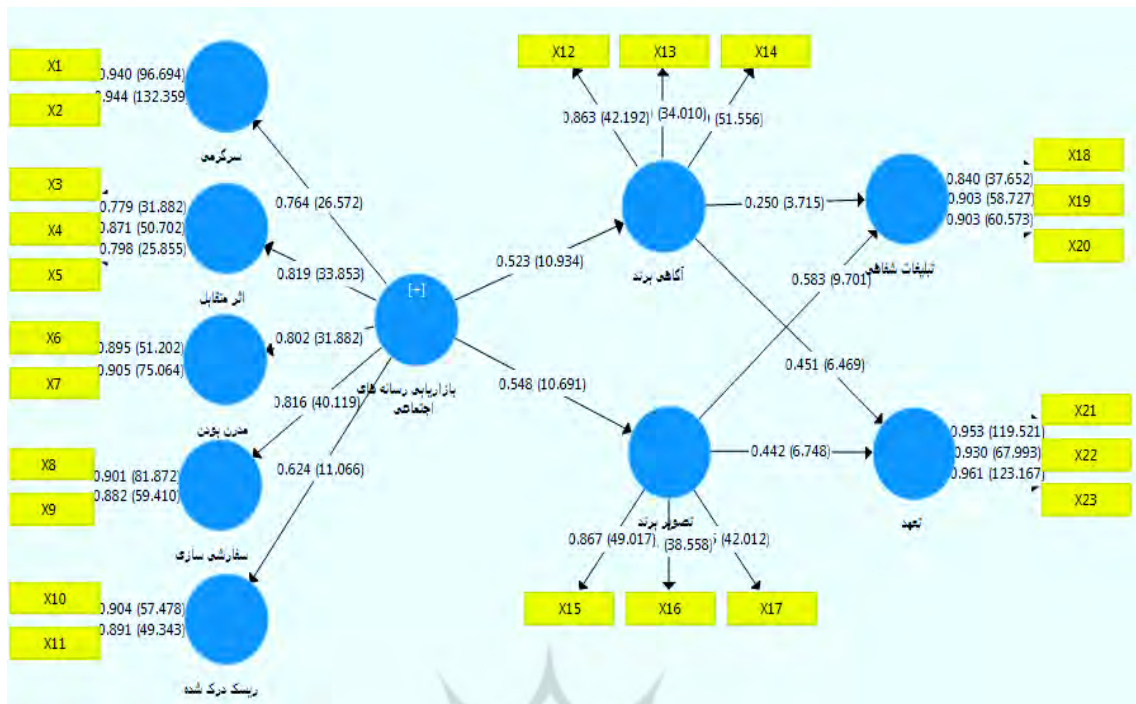 X1
X2
0.940 (96.694)
0.944 (132.359)
سرگرمی
X3
X4
X5
0.779 (31.882)
0.871 (50.702)
0.798 (25.855)
اثر متقابل
X6
X7
0.895 (51.202)
0.905 (75.064)
مدرن بودن
X8
X9
0.901 (81.872)
0.882 (59.410)
سفارشی سازی
X10
X11
0.904 (57.478)
0.891 (49.343)
ریسک درک شده
0.764 (26.572)
0.819 (33.853)
0.802 (31.882)
0.816 (40.119)
0.624 (11.066)
[+]
بازاریابی رسانه های
اجتماعی
0.523 (10.934)
0.548 (10.691)
X12
X13
X14
0.863 (42.192)
(34.010)
(51.556)
آگاهی برند
0.250 (3.715)
0.583 (9.701)
0.451 (6.469)
0.442 (6.748)
تصویر برند
0.867 (49.017)
(38.558)
(42.012)
X15
X16
X17
0.840 (37.652)
0.903 (58.727)
0.903 (60.573)
X18
X19
X20
تبلیغات شفاهی
0.953 (119.521)
0.930 (67.993)
0.961 (123.167)
X21
X22
X23
تعهد